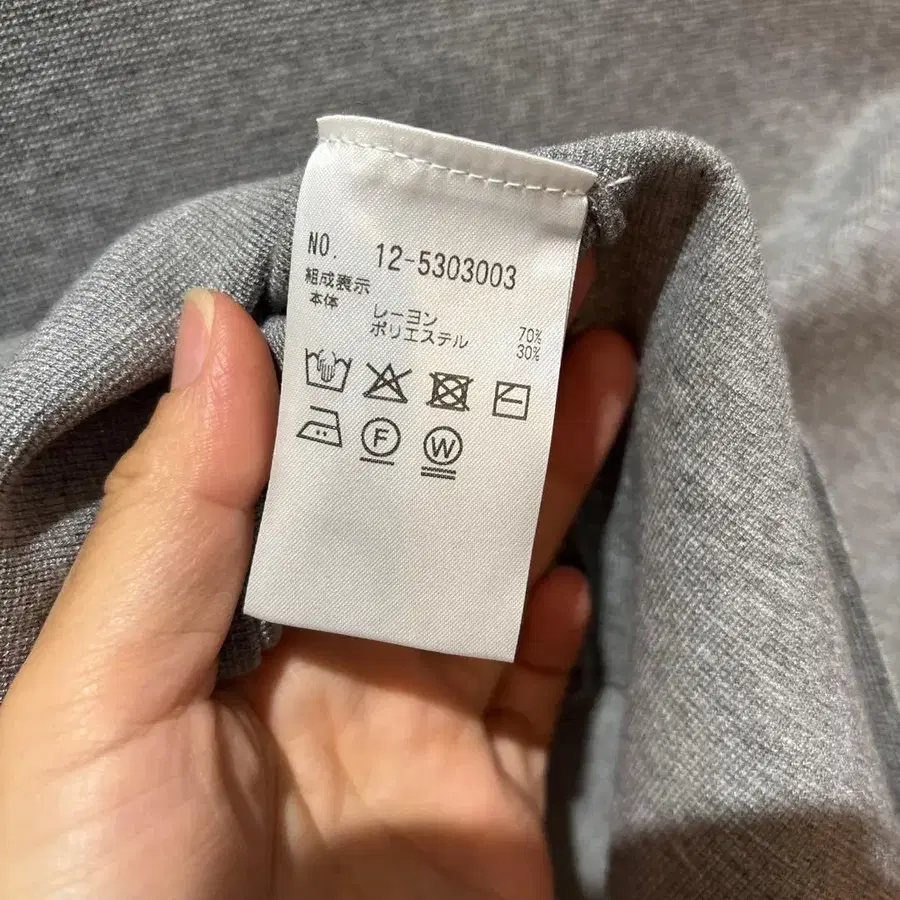 NO. 12-5303003
組成表示
本体 レーヨン 70%
ポリエステル 30%
F
W